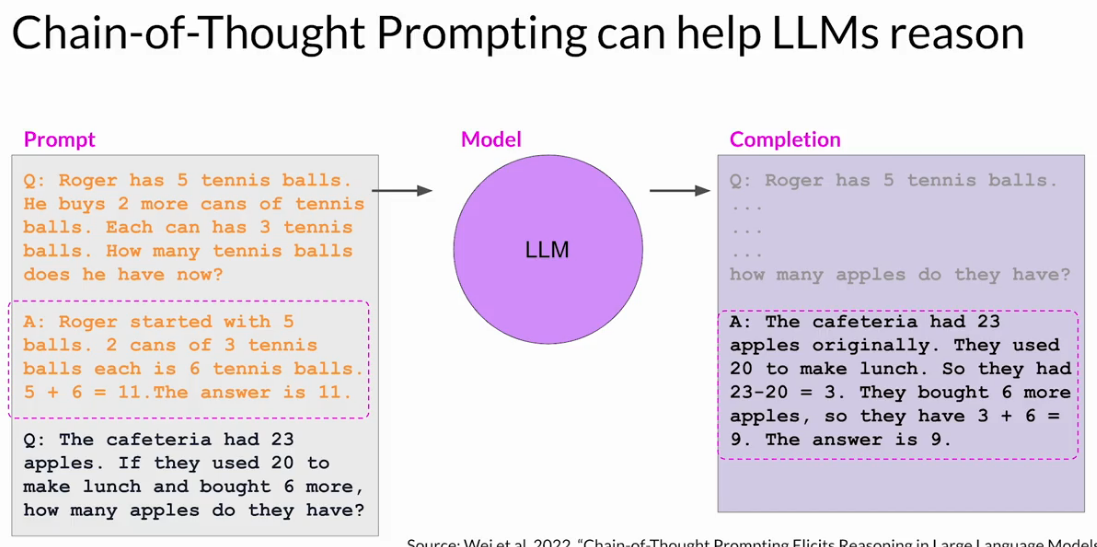 Chain-of-Thought Prompting can help LLMs reason
Prompt
Q: Roger has 5 tennis balls.
He buys 2 more cans of tennis
balls. Each can has 3 tennis
balls. How many tennis balls
does he have now?
A: Roger started with 5
balls. 2 cans of 3 tennis
balls each is 6 tennis balls.
5 + 6 = 11.The answer is 11.
Q: The cafeteria had 23
apples. If they used 20 to
make lunch and bought 6 more,
how many apples do they have?
Model
LLM
Completion
Q: Roger has 5 tennis balls.
...
...
...
how many apples do they have?
A: The cafeteria had 23
apples originally. They used
20 to make lunch. So they had
23-20 = 3. They bought 6 more
apples, so they have 3 + 6 =
9. The answer is 9.
Source: Wei et al. 2022, “Chain-of-Thought Prompting Elicits Reasoning in Large Language Models